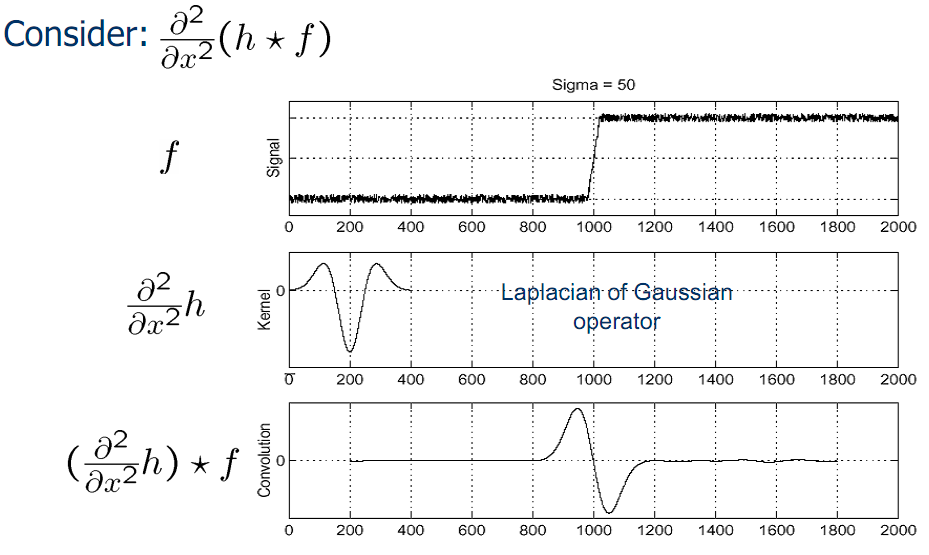 Consider: ∂²/∂x² (h ⋆ f)
Sigma = 50
f
Signal
0 200 400 600 800 1000 1200 1400 1600 1800 2000
∂²/∂x² h
Kernel
0
Laplacian of Gaussian
operator
0 200 400 600 800 1000 1200 1400 1600 1800 2000
(∂²/∂x² h) ⋆ f
Convolution
0
0 200 400 600 800 1000 1200 1400 1600 1800 2000